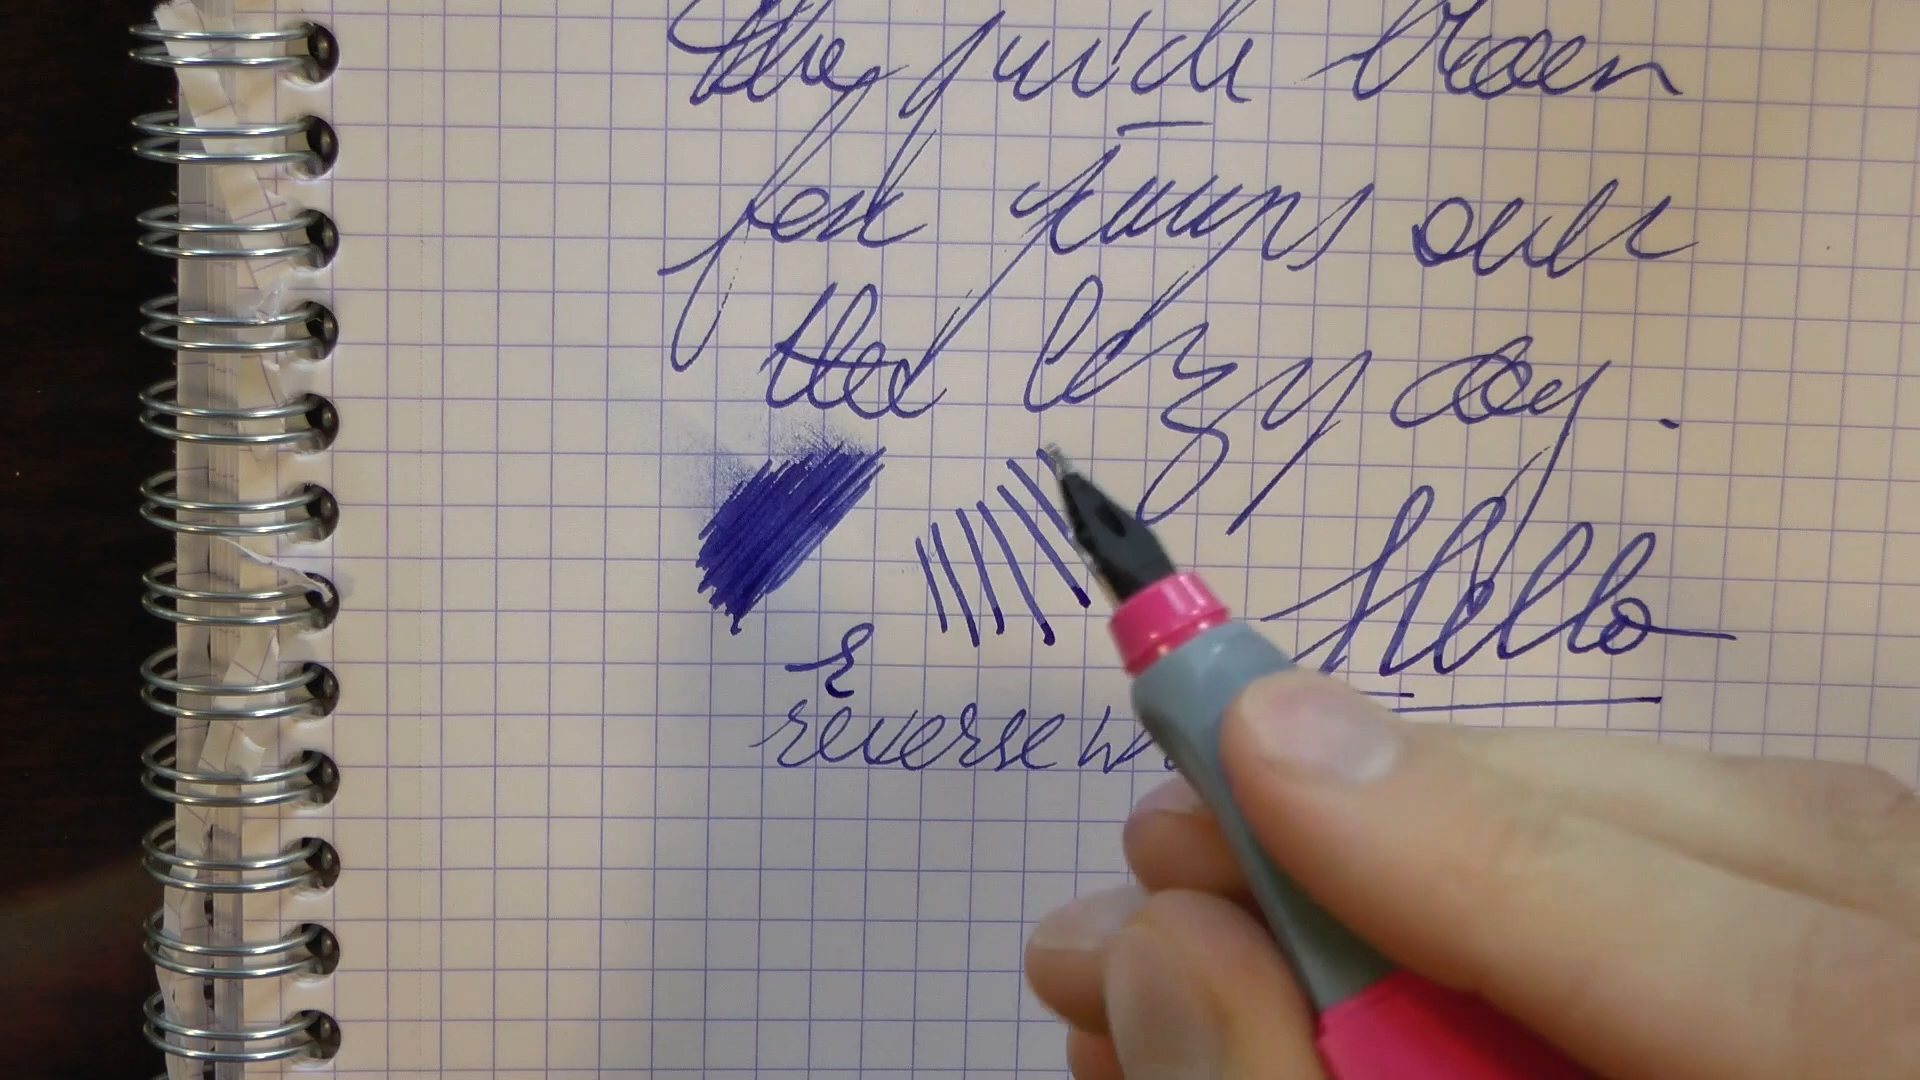 the quick brown
fox jumps over
the lazy dog.
Hello
reverse w